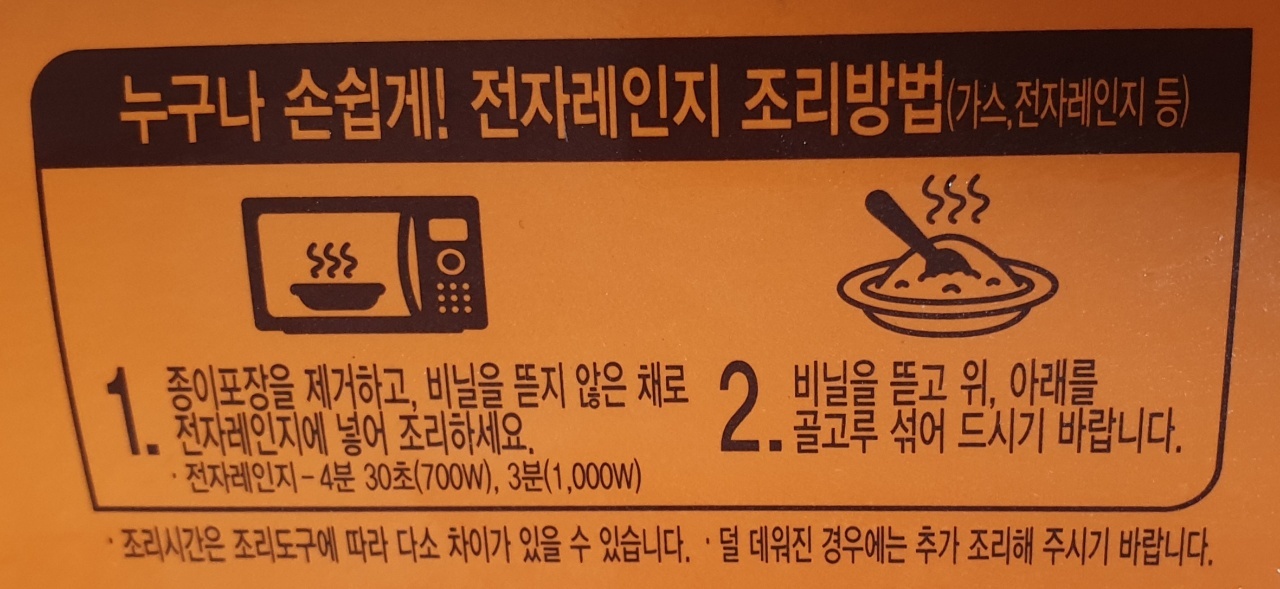 누구나 손쉽게! 전자레인지 조리방법(가스,전자레인지 등)
1. 종이포장을 제거하고, 비닐을 뜯지 않은 채로
전자레인지에 넣어 조리하세요.
· 전자레인지 - 4분 30초(700W), 3분(1,000W)
2. 비닐을 뜯고 위, 아래를
골고루 섞어 드시기 바랍니다.
· 조리시간은 조리도구에 따라 다소 차이가 있을 수 있습니다. · 덜 데워진 경우에는 추가 조리해 주시기 바랍니다.